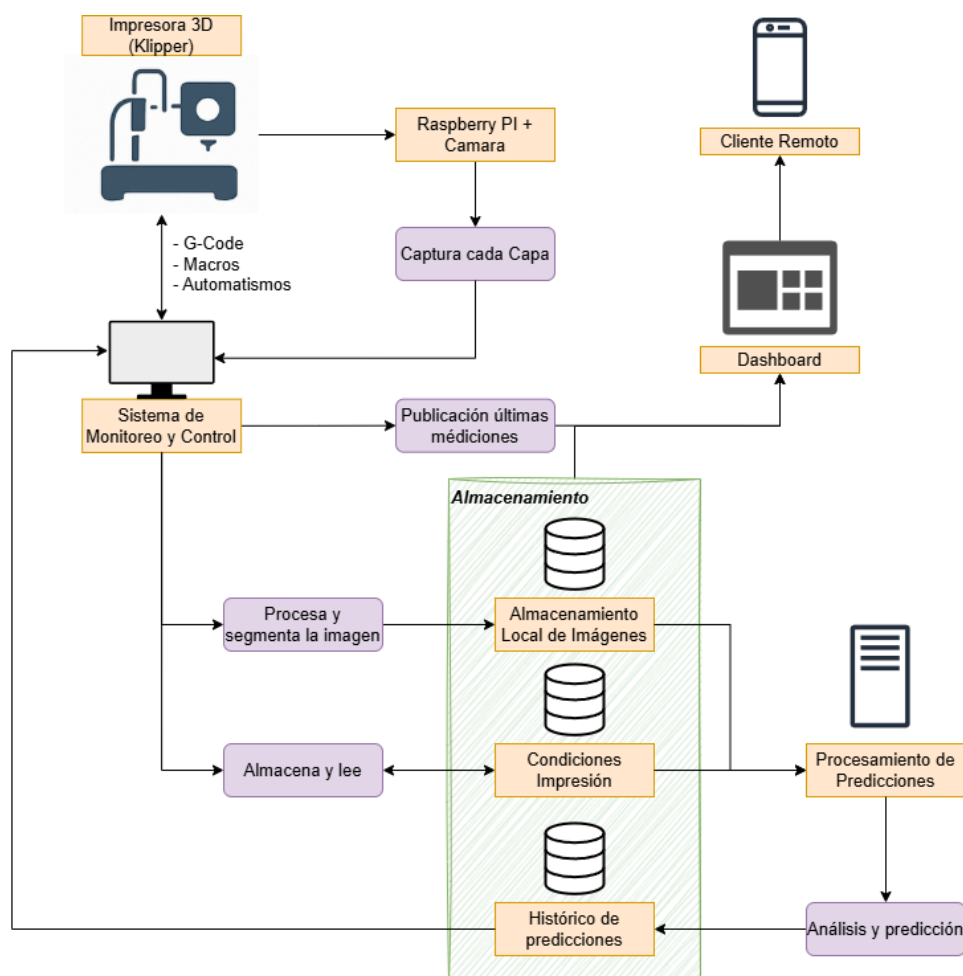 Impresora 3D
(Klipper)
Raspberry PI +
Camara
Cliente Remoto
- G-Code
- Macros
- Automatismos
Captura cada Capa
Dashboard
Sistema de
Monitoreo y Control
Publicación últimas
médiciones
Almacenamiento
Procesa y
segmenta la imagen
Almacenamiento
Local de Imágenes
Almacena y lee
Condiciones
Impresión
Procesamiento de
Predicciones
Histórico de
predicciones
Análisis y predicción